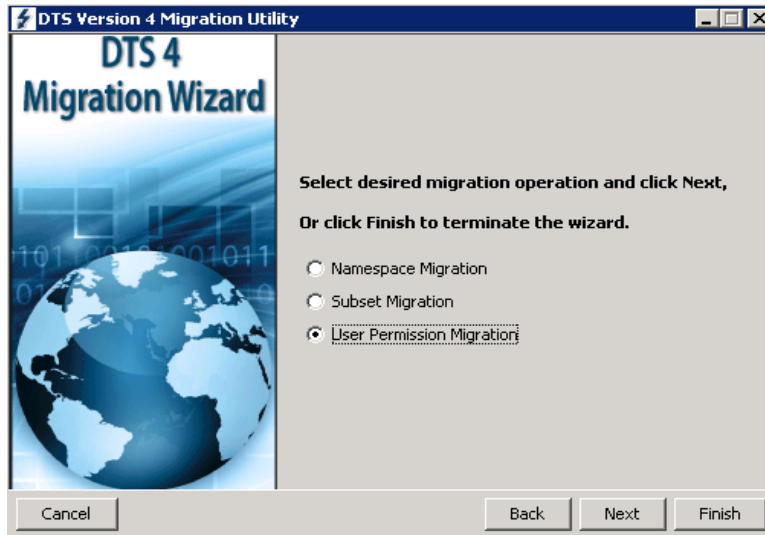 DTS Version 4 Migration Utility
DTS 4
Migration Wizard
Select desired migration operation and click Next,
Or click Finish to terminate the wizard.
Namespace Migration
Subset Migration
User Permission Migration
Cancel
Back
Next
Finish